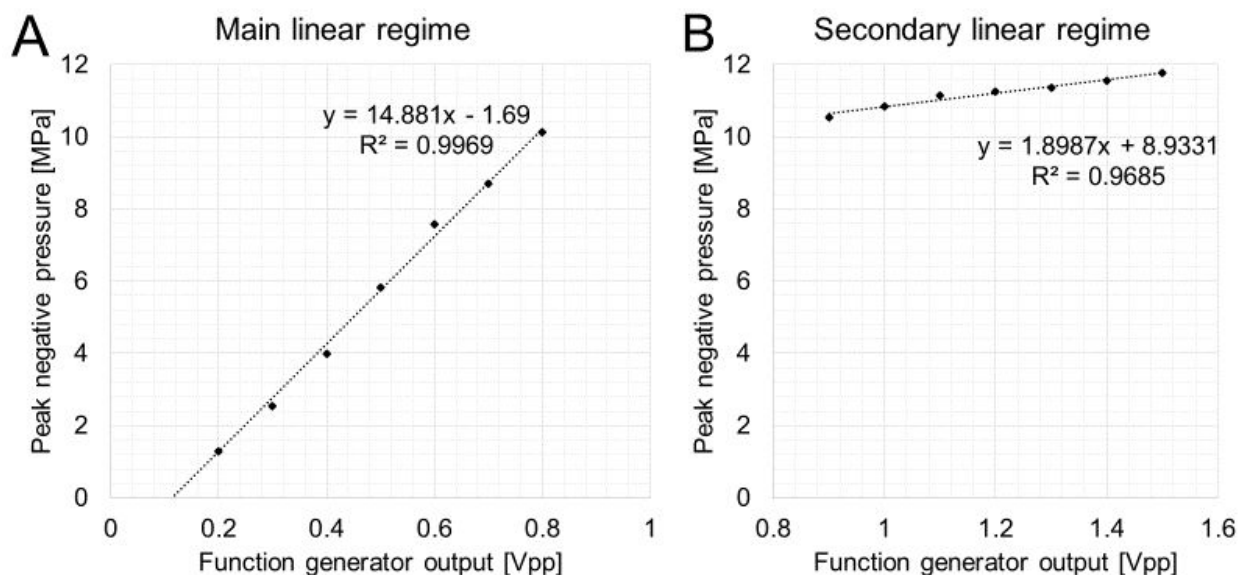 A
Main linear regime
Peak negative pressure [MPa]
12
10
8
6
4
2
0
y = 14.881x - 1.69
R² = 0.9969
0
0.2
0.4
0.6
0.8
1
Function generator output [Vpp]
B
Secondary linear regime
Peak negative pressure [MPa]
12
10
8
6
4
2
0
y = 1.8987x + 8.9331
R² = 0.9685
0.8
1
1.2
1.4
1.6
Function generator output [Vpp]